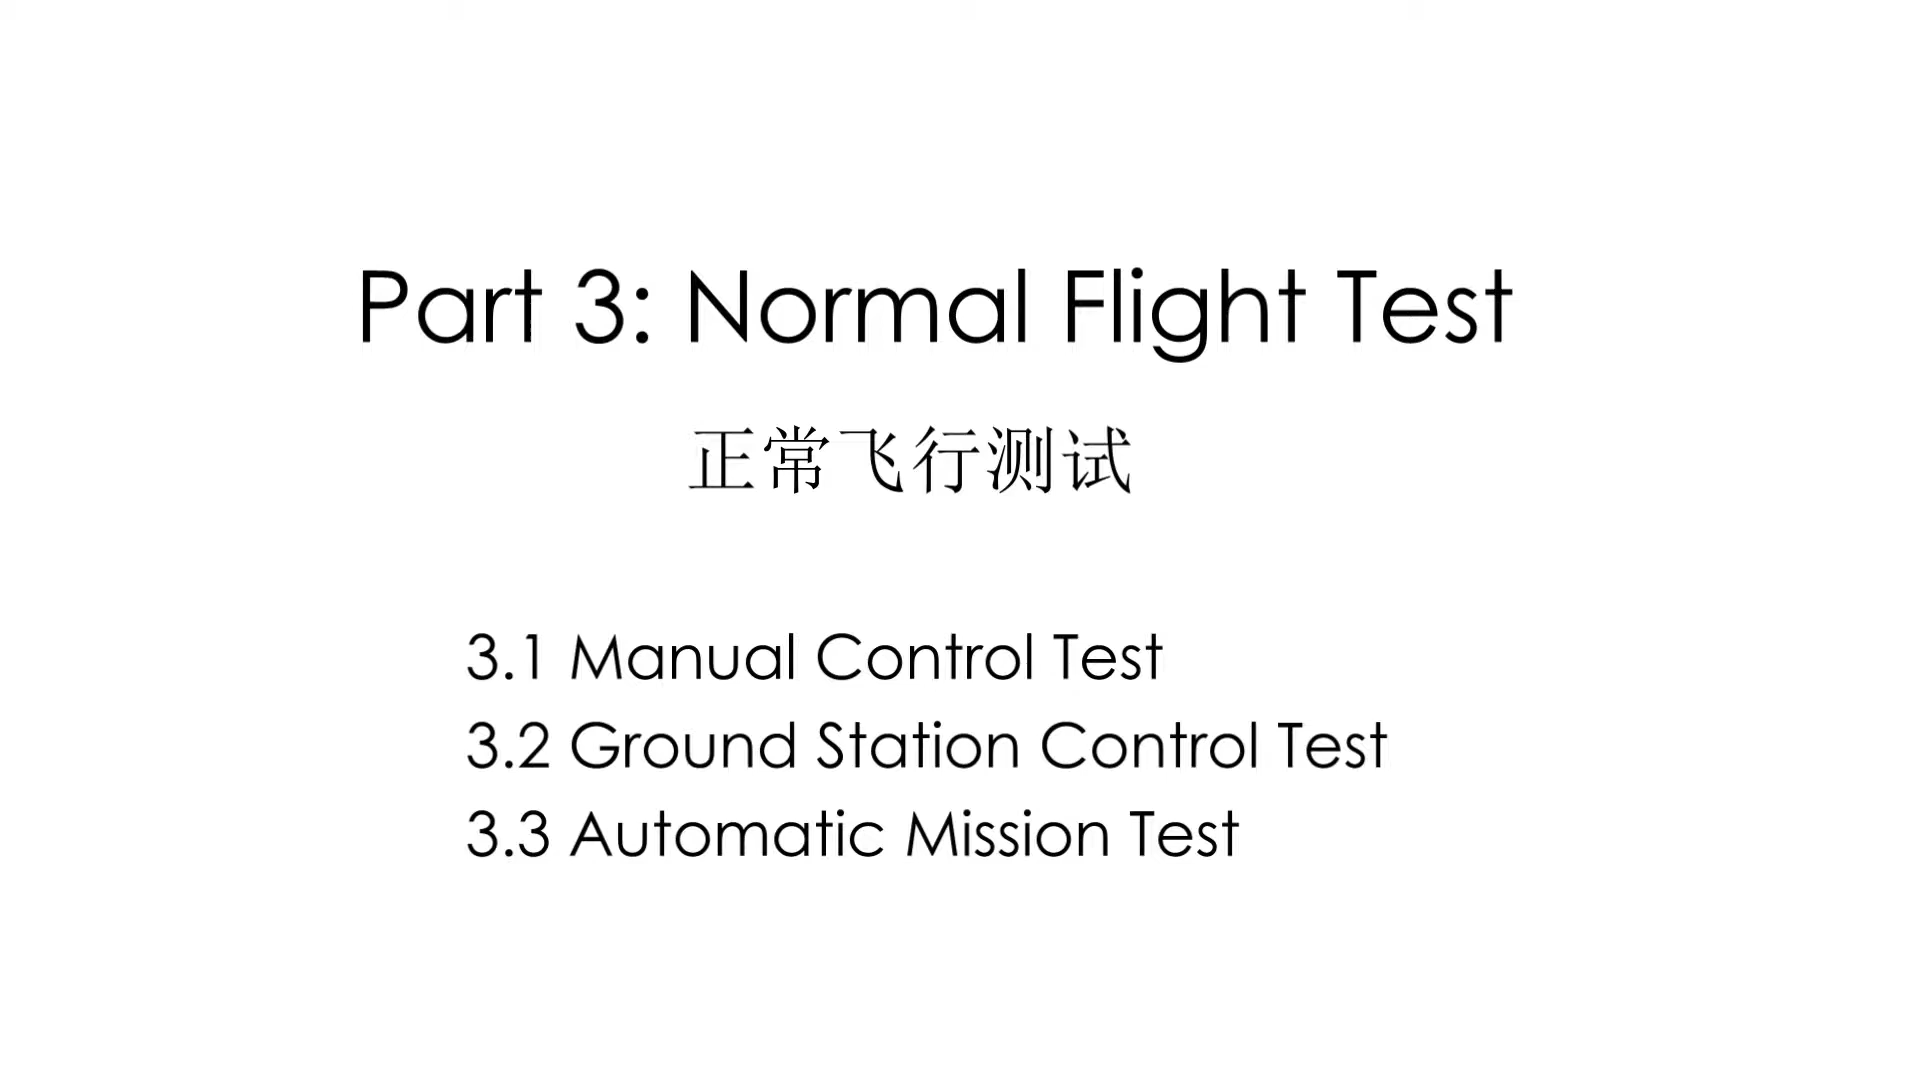 Part 3: Normal Flight Test
正常飞行测试
3.1 Manual Control Test
3.2 Ground Station Control Test
3.3 Automatic Mission Test